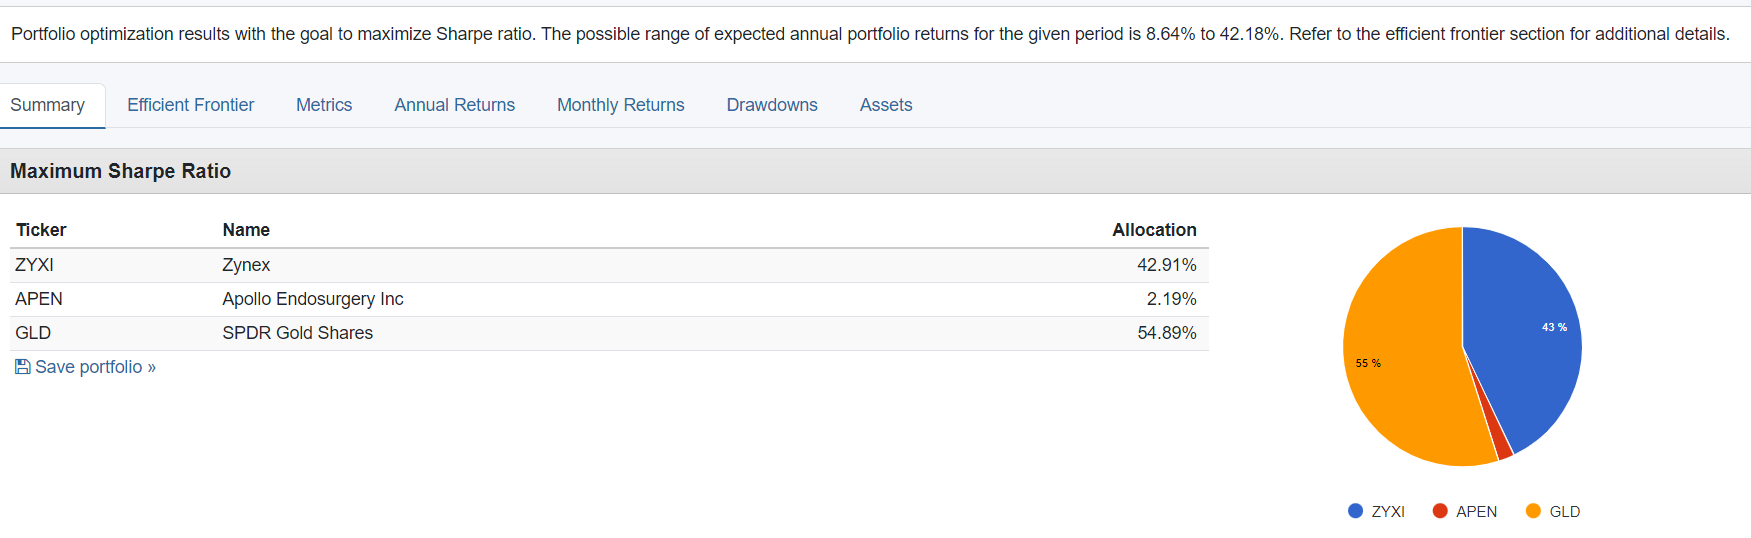 Portfolio optimization results with the goal to maximize Sharpe ratio. The possible range of expected annual portfolio returns for the given period is 8.64% to 42.18%. Refer to the efficient frontier section for additional details.
Summary Efficient Frontier Metrics Annual Returns Monthly Returns Drawdowns Assets
Maximum Sharpe Ratio
Ticker Name Allocation
ZYXI Zynex 42.91%
APEN Apollo Endosurgery Inc 2.19%
GLD SPDR Gold Shares 54.89%
Save portfolio »
43 %
55 %
ZYXI APEN GLD